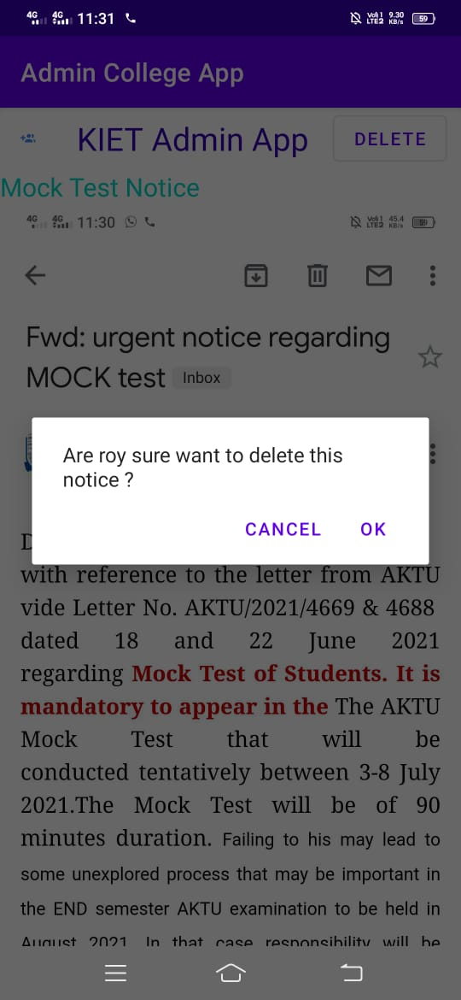 4G 4G 11:31 Vo)) 1 LTE2 9.30 KB/s 59
Admin College App
KIET Admin App DELETE
Mock Test Notice
4G 4G 11:30 Vo)) 1 LTE2 45.4 KB/s 59
Fwd: urgent notice regarding
MOCK test Inbox
Are roy sure want to delete this
notice ?
CANCEL OK
with reference to the letter from AKTU
vide Letter No. AKTU/2021/4669 & 4688
dated 18 and 22 June 2021
regarding Mock Test of Students. It is
mandatory to appear in the The AKTU
Mock Test that will be
conducted tentatively between 3-8 July
2021.The Mock Test will be of 90
minutes duration. Failing to his may lead to
some unexplored process that may be important in
the END semester AKTU examination to be held in
August 2021. In that case responsibility will be